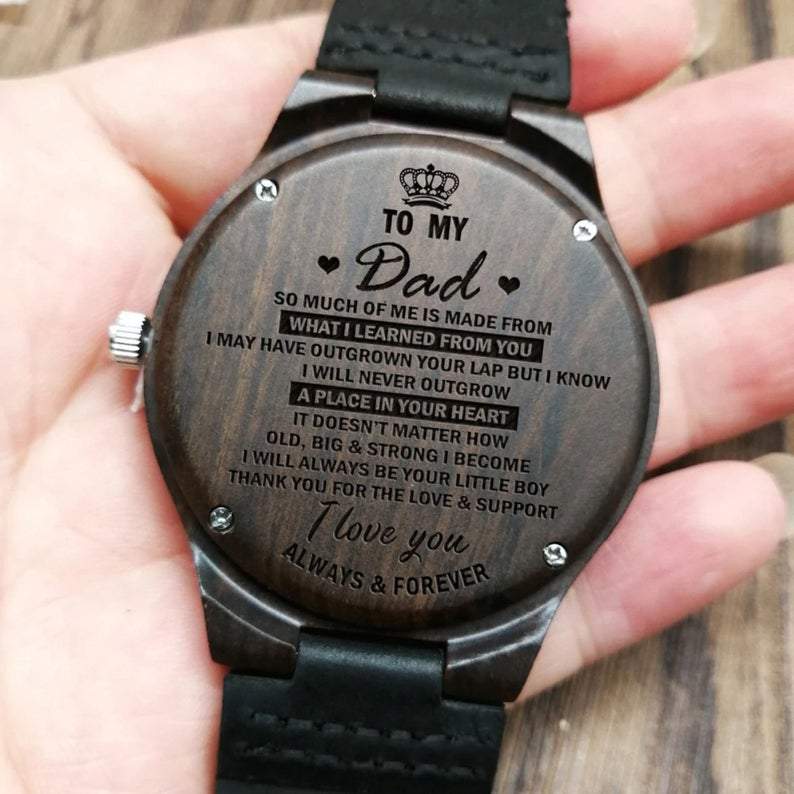 TO MY
Dad
SO MUCH OF ME IS MADE FROM
WHAT I LEARNED FROM YOU
I MAY HAVE OUTGROWN YOUR LAP BUT I KNOW
I WILL NEVER OUTGROW
A PLACE IN YOUR HEART
IT DOESN'T MATTER HOW
OLD, BIG & STRONG I BECOME
I WILL ALWAYS BE YOUR LITTLE BOY
THANK YOU FOR THE LOVE & SUPPORT
I love you
ALWAYS & FOREVER